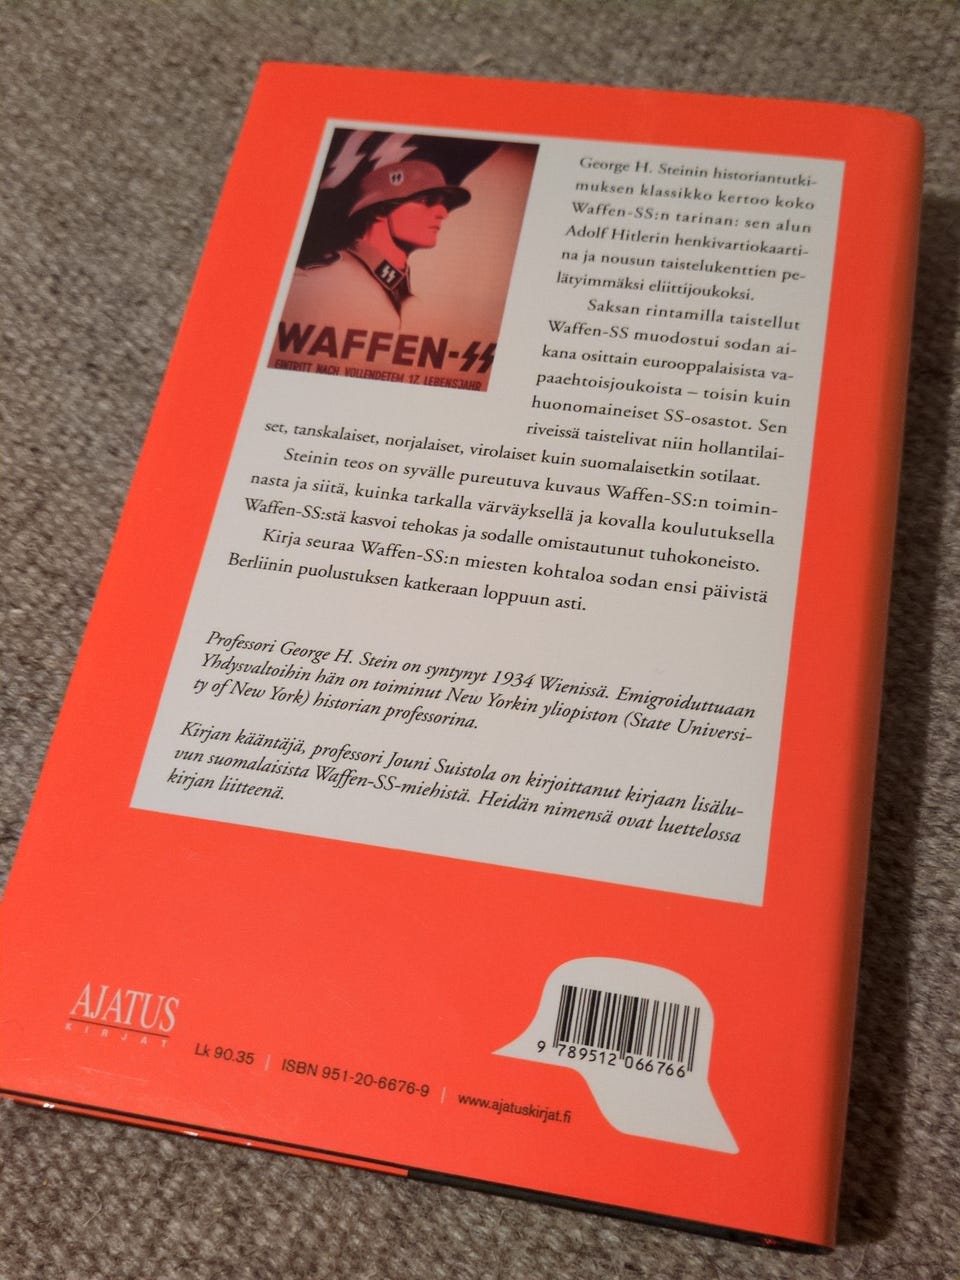 WAFFEN-SS
EINTRITT NACH VOLLENDETEM 17. LEBENSJAHR
George H. Steinin historiantutki-
muksen klassikko kertoo koko
Waffen-SS:n tarinan: sen alun
Adolf Hitlerin henkivartiokaarti-
na ja nousun taistelukenttien pe-
lätyimmäksi eliittijoukoksi.
Saksan rintamilla taistellut
Waffen-SS muodostui sodan ai-
kana osittain eurooppalaisista va-
paaehtoisjoukoista – toisin kuin
huonomaineiset SS-osastot. Sen
riveissä taistelivat niin hollantilai-
set, tanskalaiset, norjalaiset, virolaiset kuin suomalaisetkin sotilaat.
Steinin teos on syvälle pureutuva kuvaus Waffen-SS:n toimin-
nasta ja siitä, kuinka tarkalla värväyksellä ja kovalla koulutuksella
Waffen-SS:stä kasvoi tehokas ja sodalle omistautunut tuhokoneisto.
Kirja seuraa Waffen-SS:n miesten kohtaloa sodan ensi päivistä
Berliinin puolustuksen katkeraan loppuun asti.
Professori George H. Stein on syntynyt 1934 Wienissä. Emigroiduttuaan
Yhdysvaltoihin hän on toiminut New Yorkin yliopiston (State Universi-
ty of New York) historian professorina.
Kirjan kääntäjä, professori Jouni Suistola on kirjoittanut kirjaan lisälu-
vun suomalaisista Waffen-SS-miehistä. Heidän nimensä ovat luettelossa
kirjan liitteenä.
AJATUS
KIRJAT
Lk 90.35 | ISBN 951-20-6676-9 | www.ajatuskirjat.fi
9 789512 066766